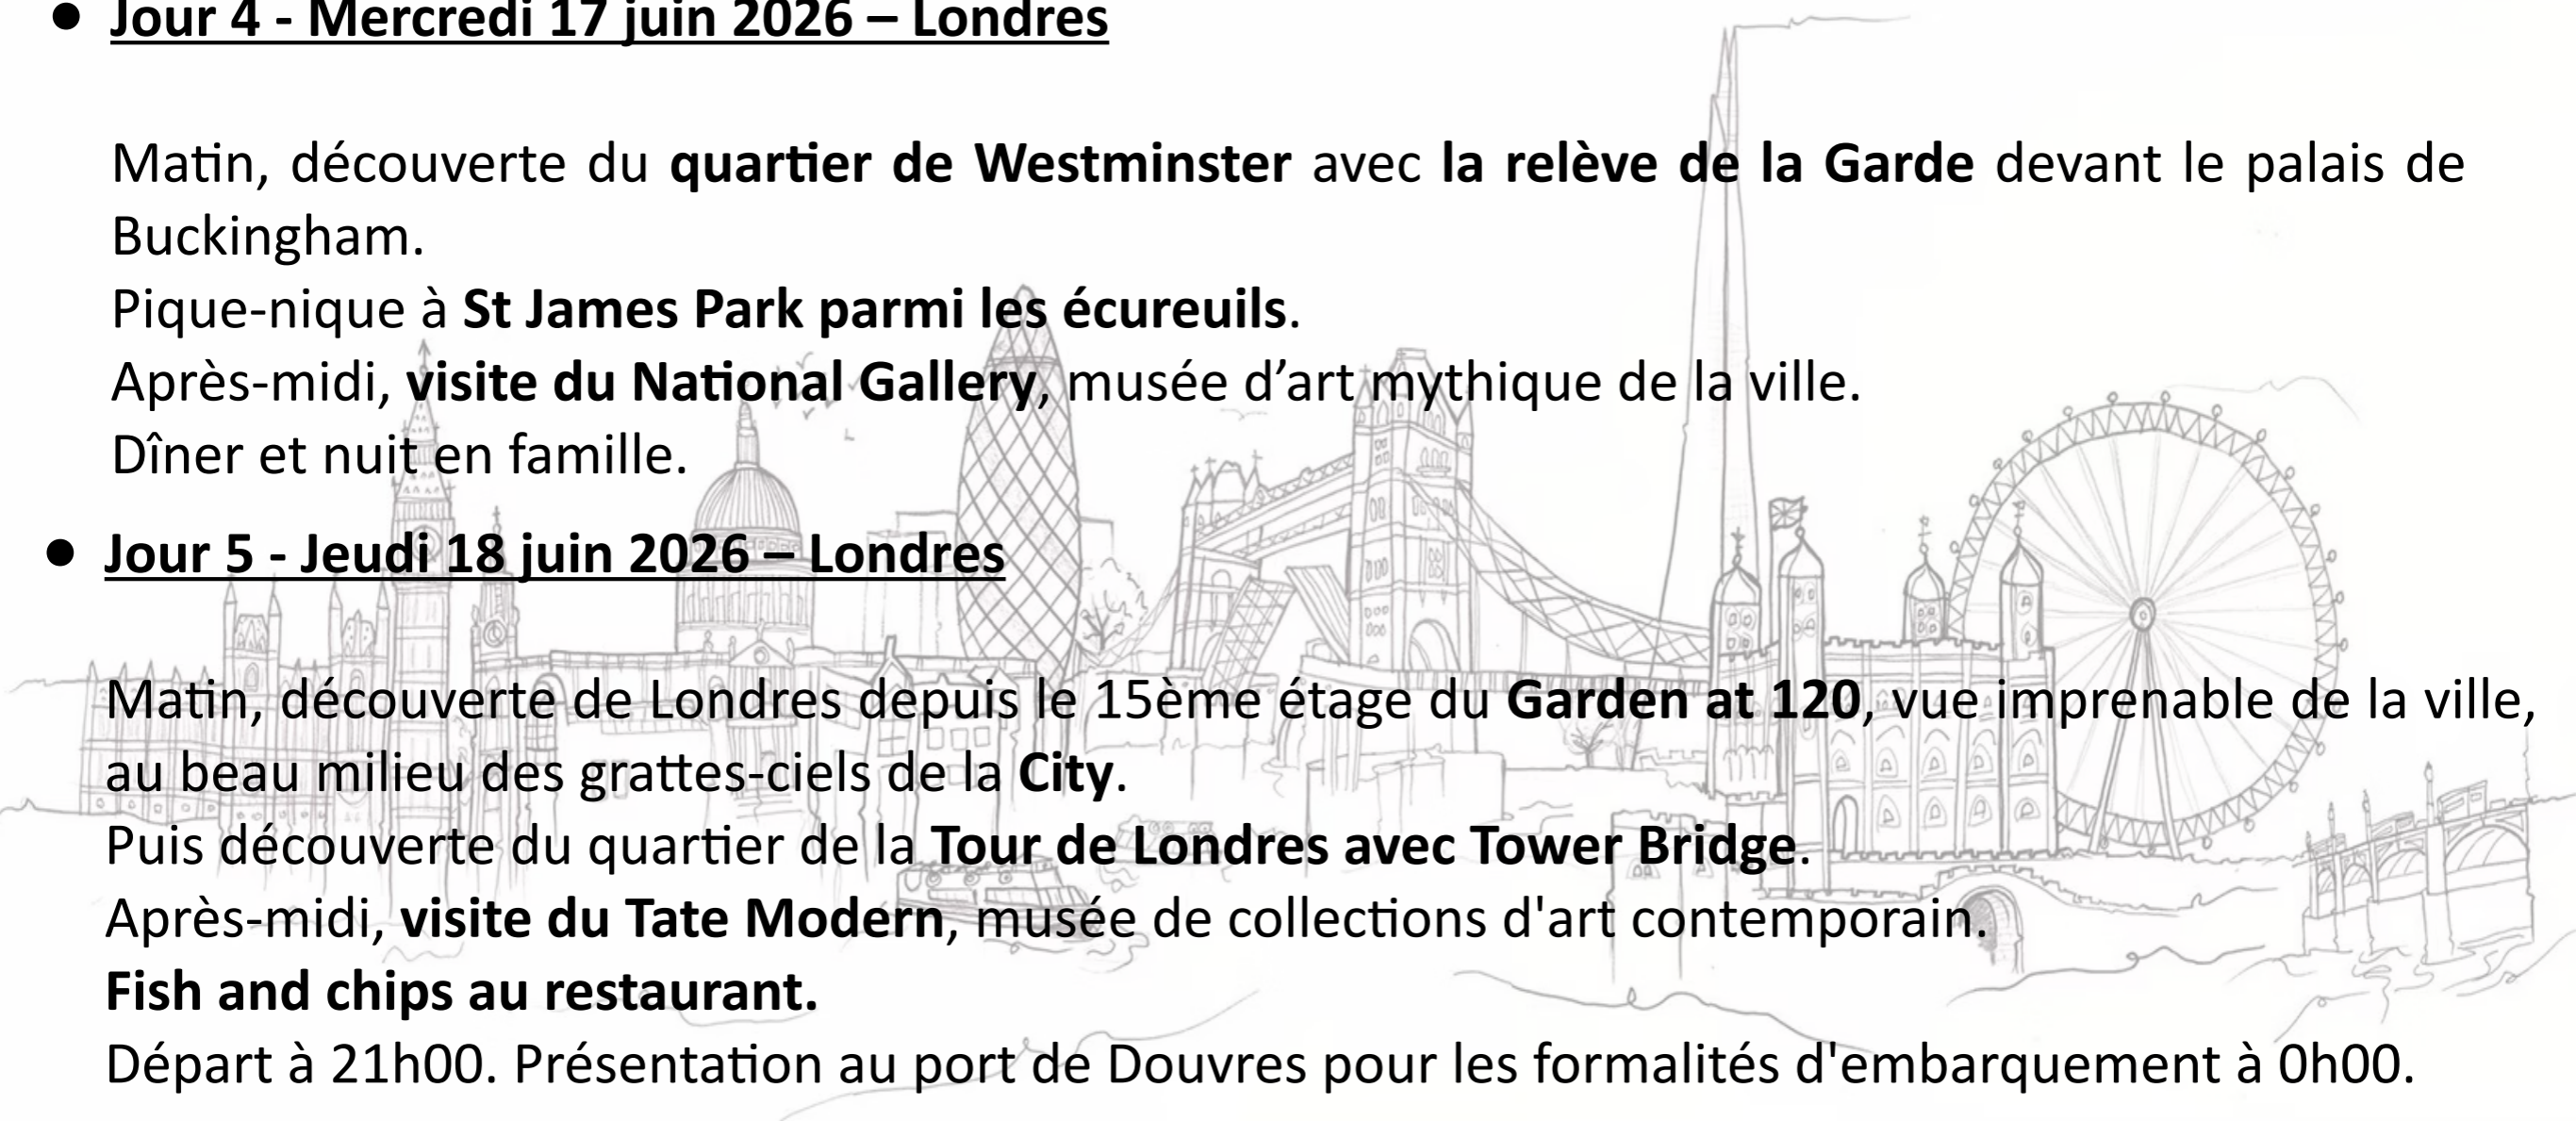 ● Jour 4 - Mercredi 17 juin 2026 – Londres
Matin, découverte du quartier de Westminster avec la relève de la Garde devant le palais de
Buckingham.
Pique-nique à St James Park parmi les écureuils.
Après-midi, visite du National Gallery, musée d’art mythique de la ville.
Dîner et nuit en famille.
● Jour 5 - Jeudi 18 juin 2026 – Londres
Matin, découverte de Londres depuis le 15ème étage du Garden at 120, vue imprenable de la ville,
au beau milieu des grattes-ciels de la City.
Puis découverte du quartier de la Tour de Londres avec Tower Bridge.
Après-midi, visite du Tate Modern, musée de collections d'art contemporain.
Fish and chips au restaurant.
Départ à 21h00. Présentation au port de Douvres pour les formalités d'embarquement à 0h00.